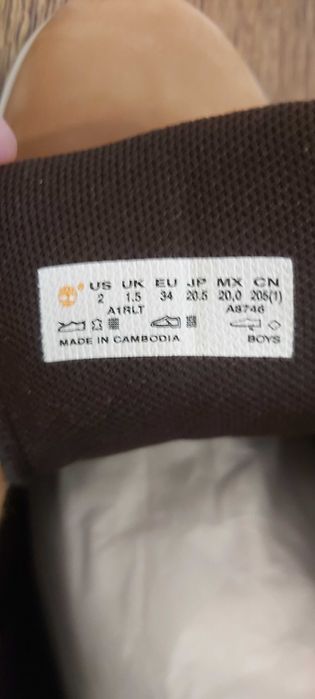 US UK EU JP MX CN
2 1.5 34 20.5 20,0 205(1)
A1RLT A8746
MADE IN CAMBODIA BOYS